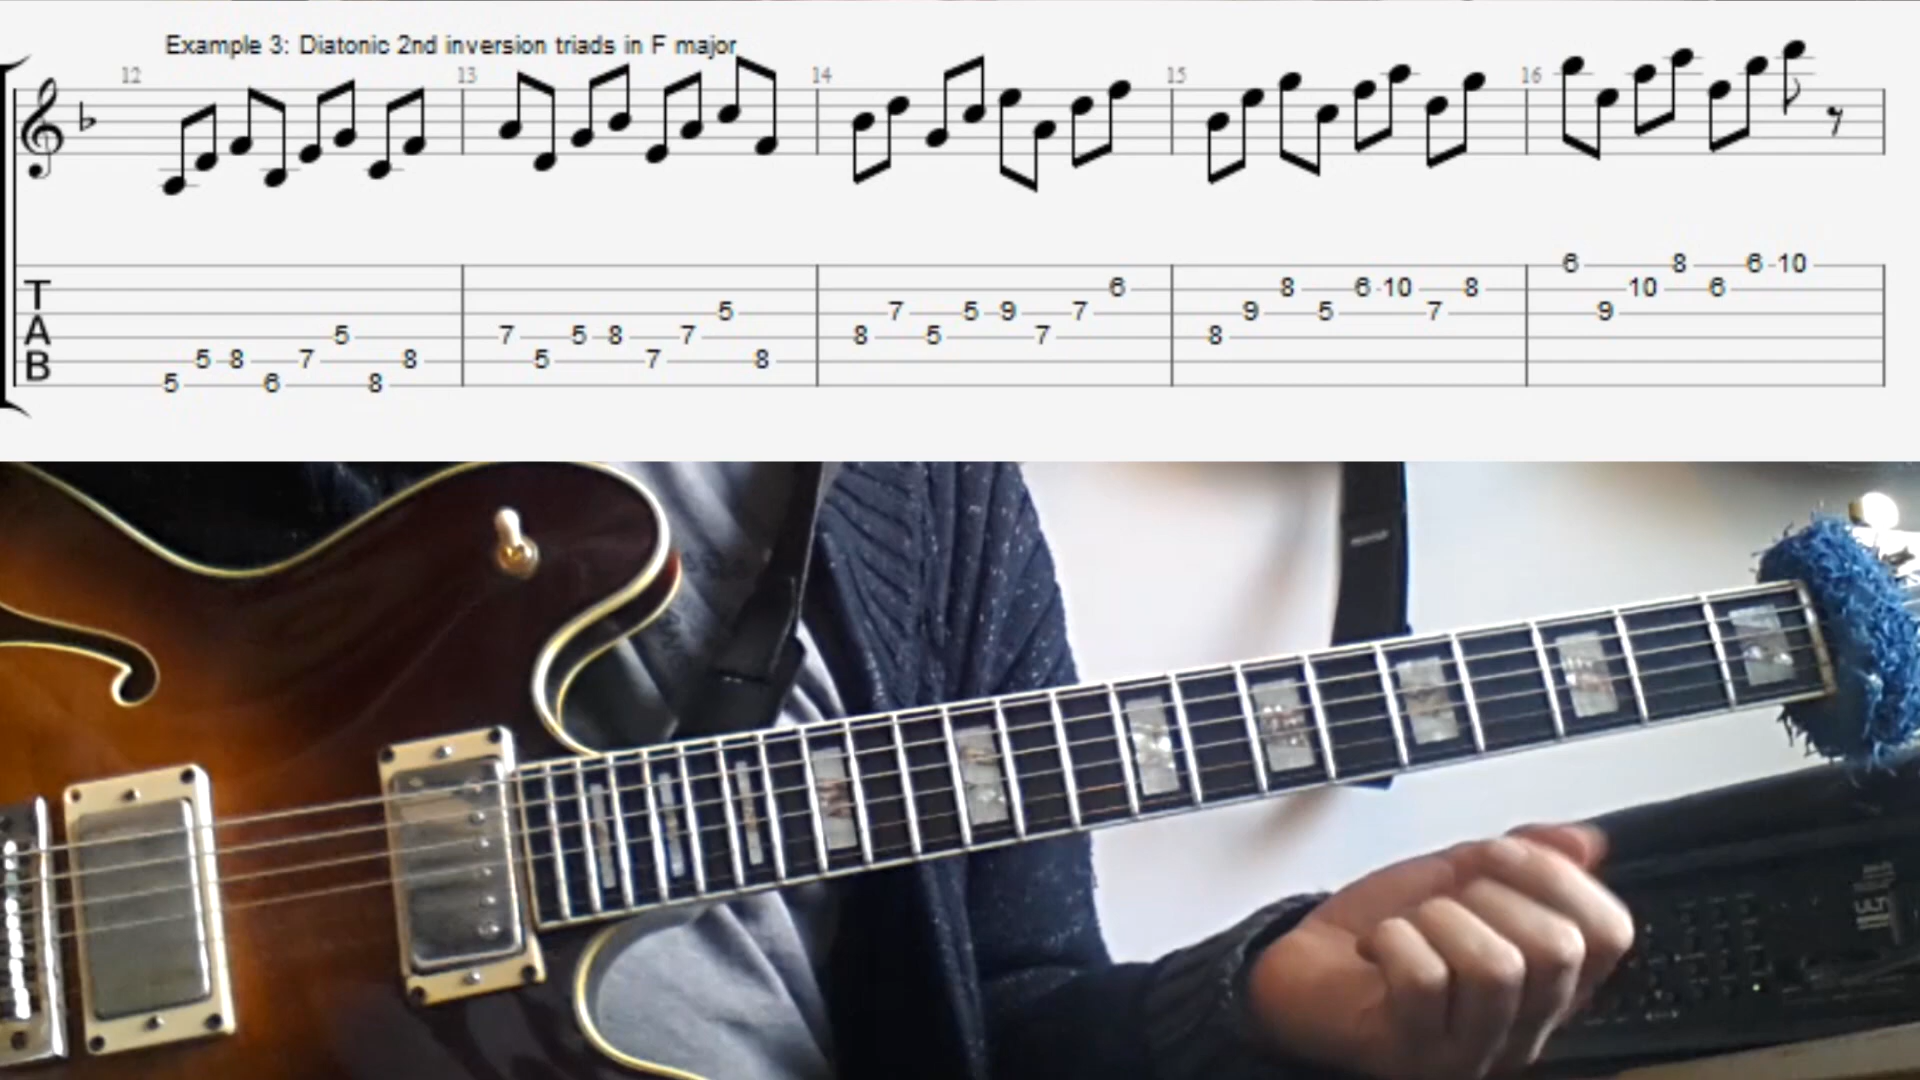 Example 3: Diatonic 2nd inversion triads in F major
12 13 14 15 16
6 8 6 10
8 6 10 8 10 6
5 7 5 9 7 6 9 5 7 9
5 7 5 8 7 8 5 7 8
5 8 7 8 5 7 8
5 6 8
TAB